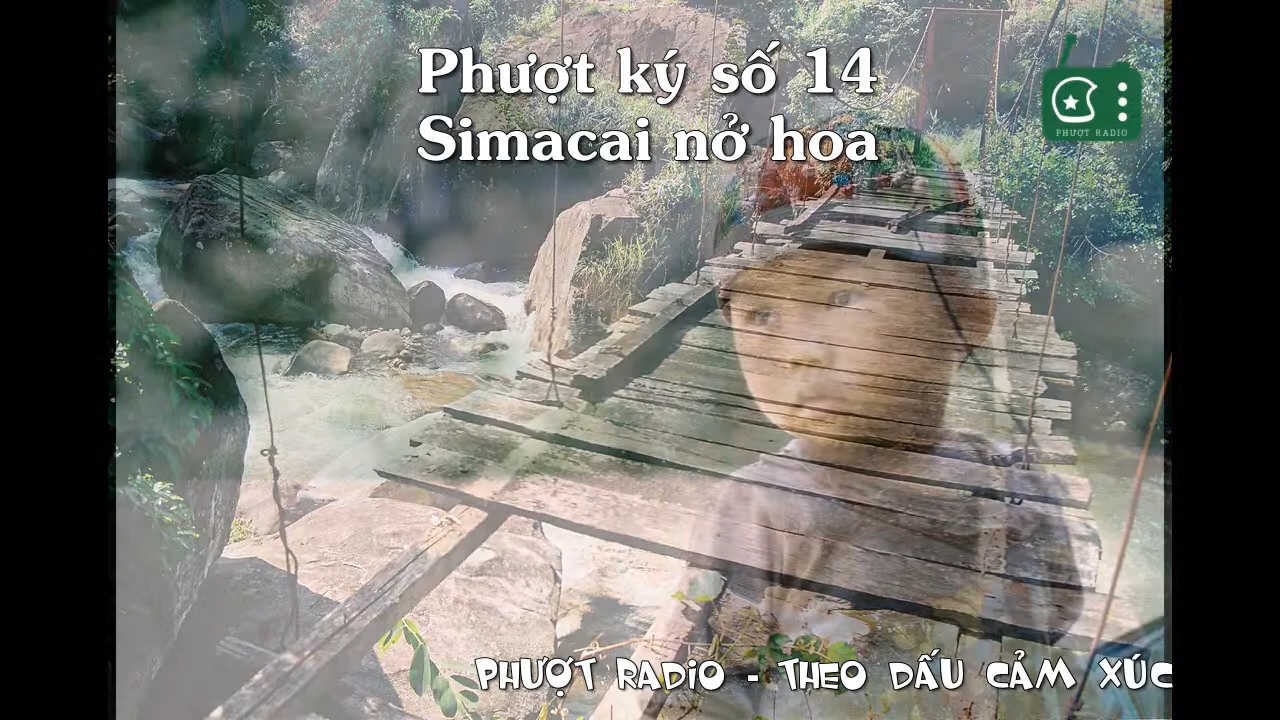 Phượt ký số 14
Simacai nở hoa
PHƯỢT RADIO
PHƯỢT RADIO - THEO DẤU CẢM XÚC